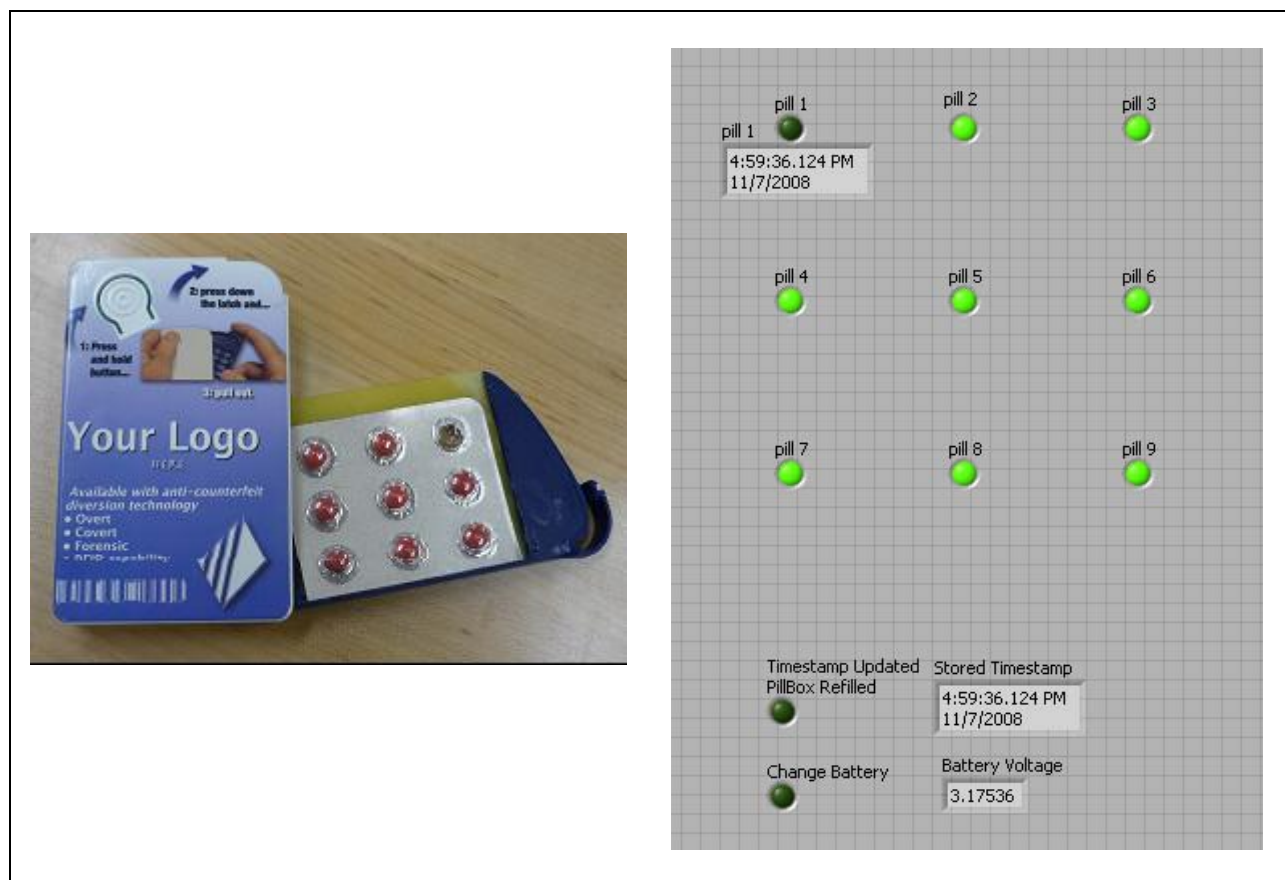 2: press down
the latch and...
1: Press
and hold
button...
3: pull out
Your Logo
Available with anti-counterfeit
diversion technology
• Overt
• Covert
• Forensic
pill 1
pill 2
pill 3
pill 1
4:59:36.124 PM
11/7/2008
pill 4
pill 5
pill 6
pill 7
pill 8
pill 9
Timestamp Updated
PillBox Refilled
Stored Timestamp
4:59:36.124 PM
11/7/2008
Change Battery
Battery Voltage
3.17536